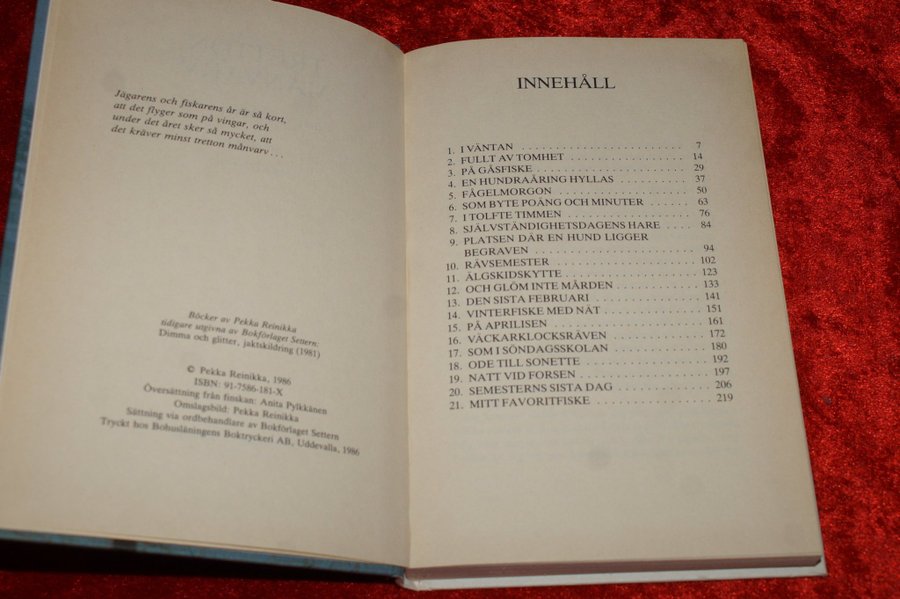 Jägarens och fiskarens år är så kort,
att det flyger som på vingar, och
under det året sker så mycket, att
det kräver minst tretton månvarv...
Böcker av Pekka Reinikka
tidigare utgivna av Bokförlaget Settern:
Dimma och glitter, jaktskildring (1981)
© Pekka Reinikka, 1986
ISBN: 91-7586-181-X
Översättning från finskan: Anita Pylkkänen
Omslagsbild: Pekka Reinikka
Sättning via ordbehandlare av Bokförlaget Settern
Tryckt hos Bohusläningens Boktryckeri AB, Uddevalla, 1986
INNEHÅLL
1. I VÄNTAN 7
2. FULLT AV TOMHET 14
3. PÅ GÅSFISKE 29
4. EN HUNDRAÅRING HYLLAS 37
5. FÅGELMORGON 50
6. SOM BYTE POÄNG OCH MINUTER 63
7. I TOLFTE TIMMEN 76
8. SJÄLVSTÄNDIGHETSDAGENS HARE 84
9. PLATSEN DÄR EN HUND LIGGER
BEGRAVEN 94
10. RÄVSEMESTER 102
11. ÄLGSKIDSKYTTE 123
12. OCH GLÖM INTE MÅRDEN 133
13. DEN SISTA FEBRUARI 141
14. VINTERFISKE MED NÄT 151
15. PÅ APRILISEN 161
16. VÄCKARKLOCKSRÄVEN 172
17. SOM I SÖNDAGSSKOLAN 180
18. ODE TILL SONETTE 192
19. NATT VID FORSEN 197
20. SEMESTERNS SISTA DAG 206
21. MITT FAVORITFISKE 219